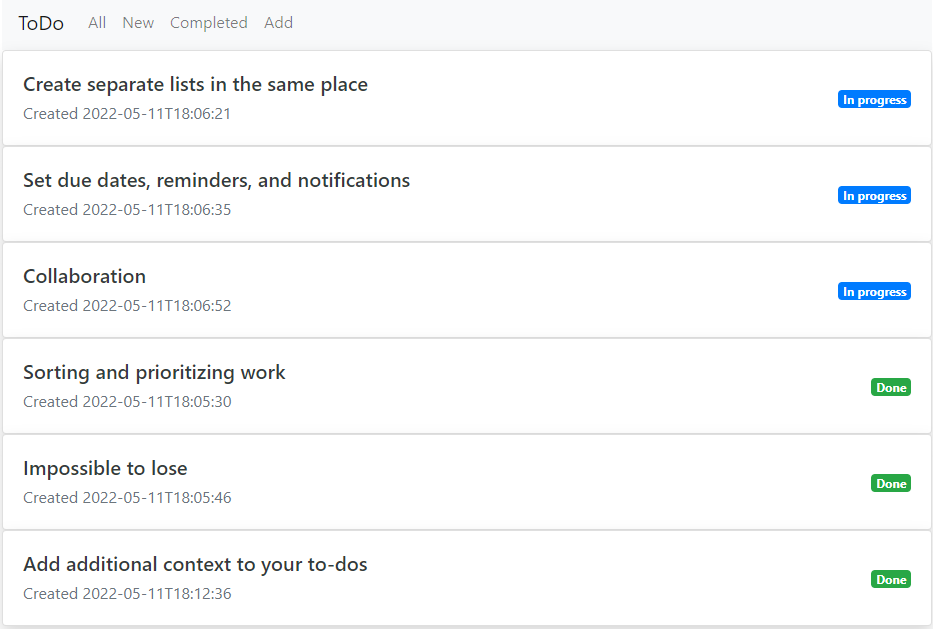 ToDo All New Completed Add
Create separate lists in the same place
Created 2022-05-11T18:06:21
In progress
Set due dates, reminders, and notifications
Created 2022-05-11T18:06:35
In progress
Collaboration
Created 2022-05-11T18:06:52
In progress
Sorting and prioritizing work
Created 2022-05-11T18:05:30
Done
Impossible to lose
Created 2022-05-11T18:05:46
Done
Add additional context to your to-dos
Created 2022-05-11T18:12:36
Done